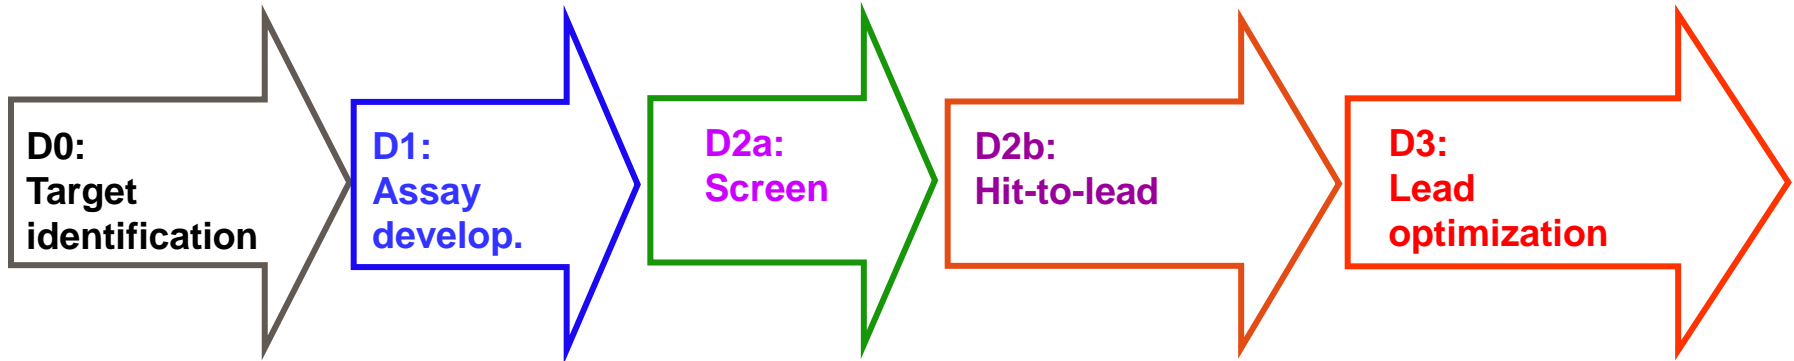 D0:
Target
identification
D1:
Assay
develop.
D2a:
Screen
D2b:
Hit-to-lead
D3:
Lead
optimization